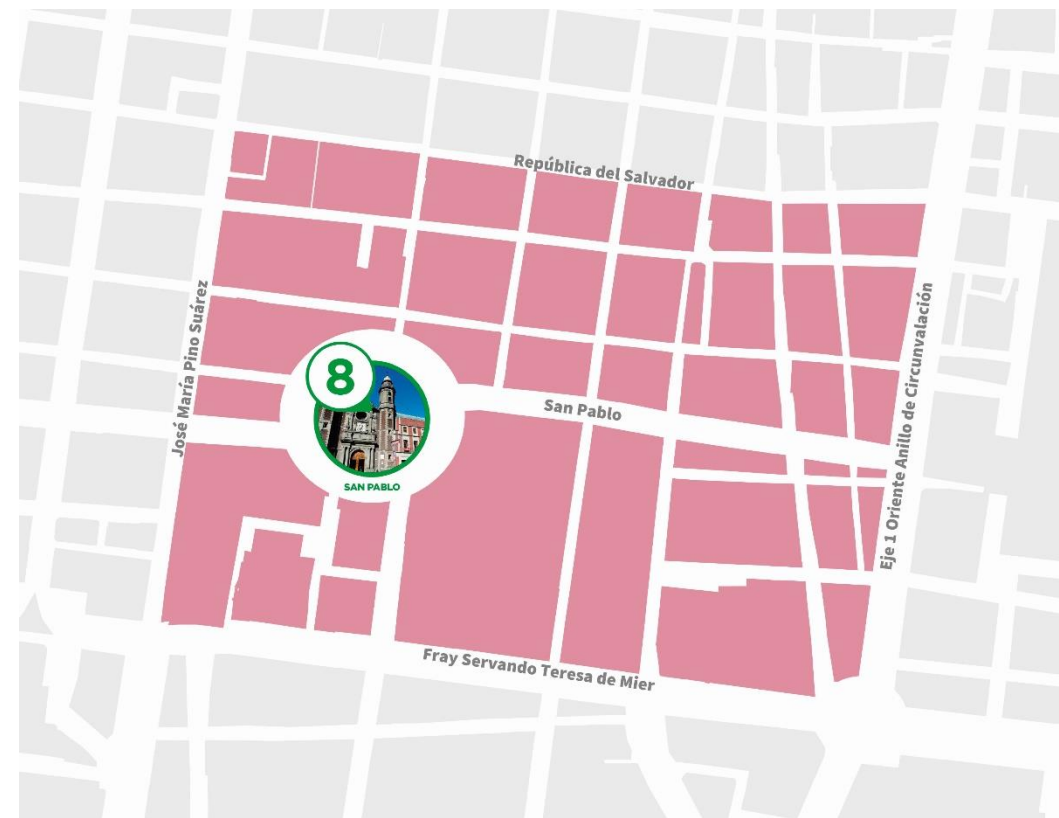 República del Salvador
José María Pino Suárez
Eje 1 Oriente Anillo de Circunvalación
8
San Pablo
SAN PABLO
Fray Servando Teresa de Mier